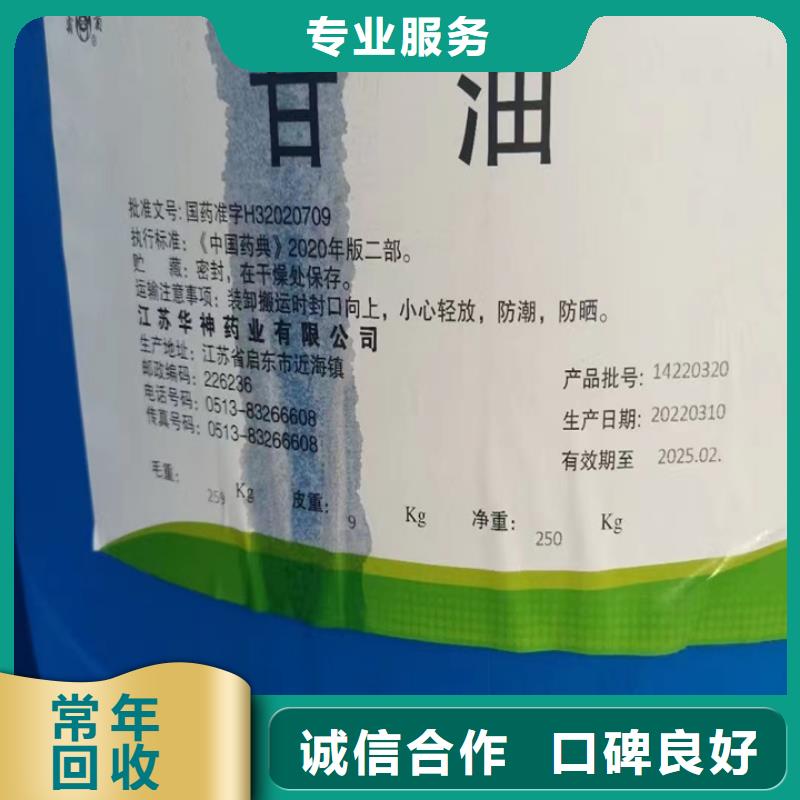 专业服务
甘 油
批准文号: 国药准字H32020709
执行标准: 《中国药典》2020年版二部。
贮 藏: 密封, 在干燥处保存。
运输注意事项: 装卸搬运时封口向上, 小心轻放, 防潮, 防晒。
江苏华神药业有限公司
生产地址: 江苏省启东市近海镇
邮政编码: 226236
电话号码: 0513-83266608
传真号码: 0513-83266608
产品批号: 14220320
生产日期: 20220310
有效期至 2025.02.
毛重: 259 Kg 皮重: 9 Kg 净重: 250 Kg
常年
回收
诚信合作 口碑良好